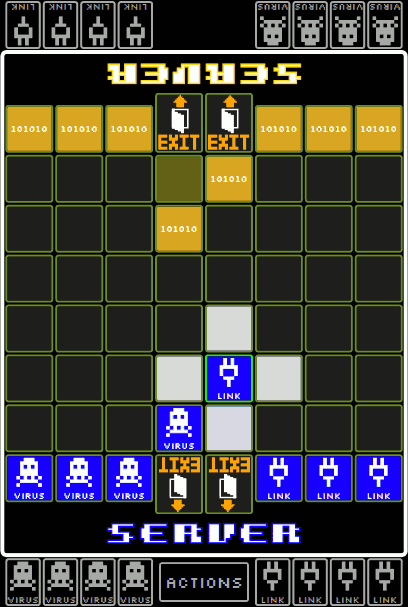 LINK LINK LINK LINK VIRUS VIRUS VIRUS VIRUS
SERVER
101010 101010 101010 EXIT EXIT 101010 101010 101010
101010
101010
LINK
VIRUS
VIRUS VIRUS VIRUS EXIT EXIT LINK LINK LINK
SERVER
VIRUS VIRUS VIRUS VIRUS ACTIONS LINK LINK LINK LINK